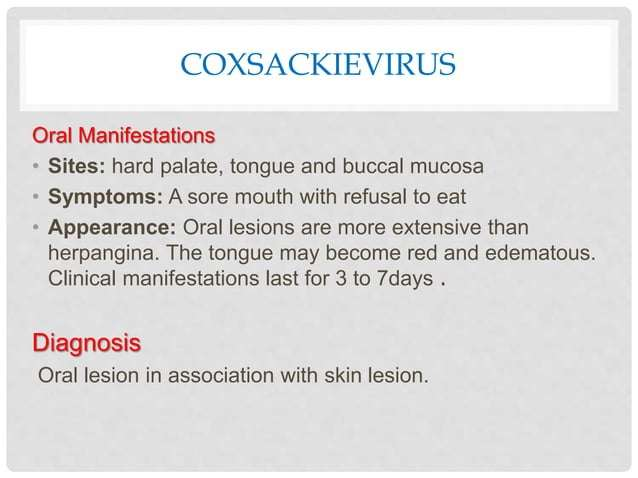 COXSACKIEVIRUS
Oral Manifestations
• Sites: hard palate, tongue and buccal mucosa
• Symptoms: A sore mouth with refusal to eat
• Appearance: Oral lesions are more extensive than
herpangina. The tongue may become red and edematous.
Clinical manifestations last for 3 to 7days .
Diagnosis
Oral lesion in association with skin lesion.